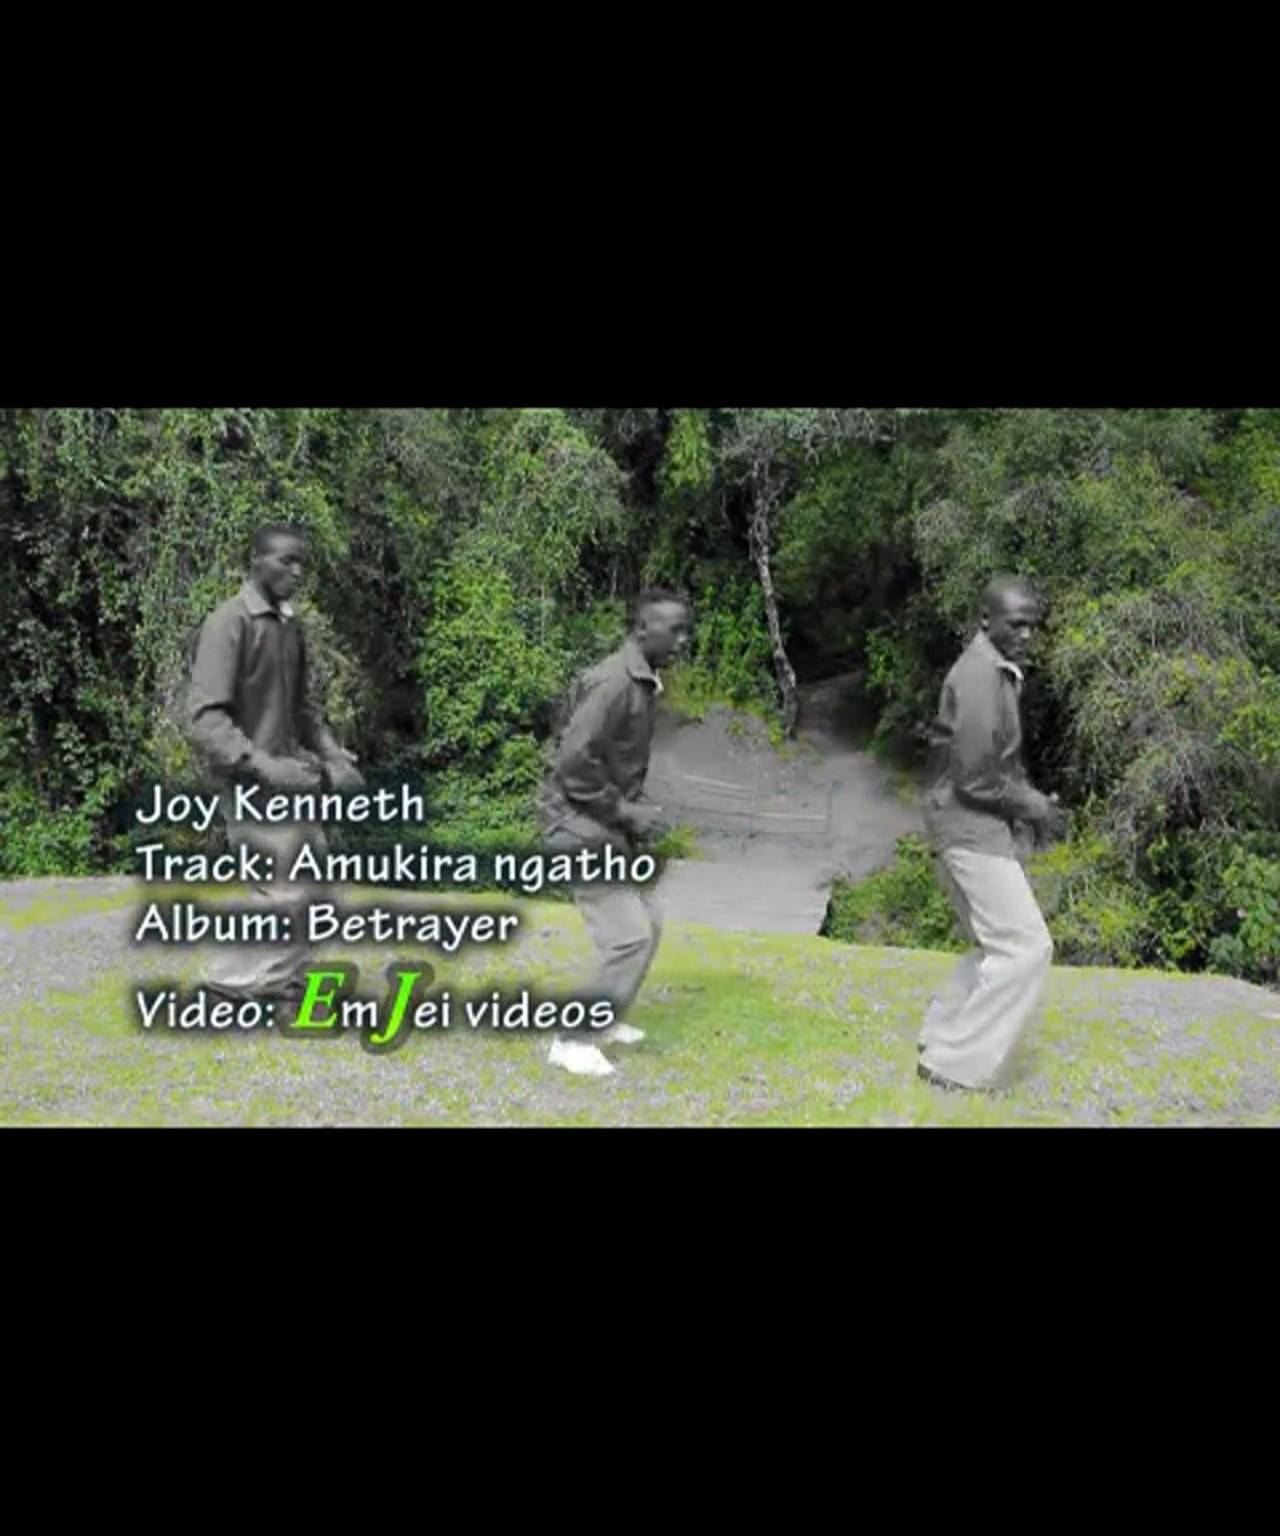 Joy Kenneth
Track: Amukira ngatho
Album: Betrayer
Video: EmJei videos